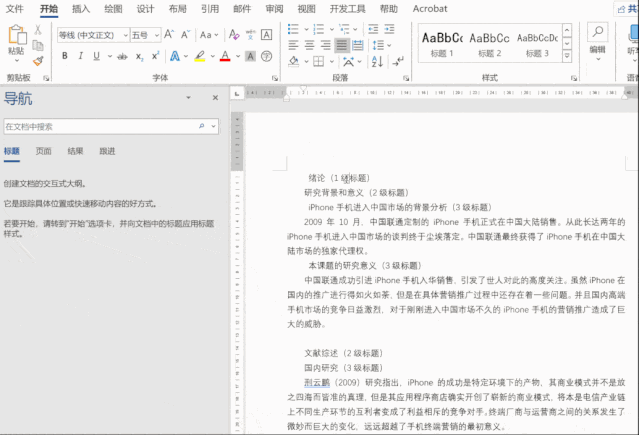 文件 开始 插入 绘图 设计 布局 引用 邮件 审阅 视图 开发工具 帮助 Acrobat
粘贴
等线 (中文正文) 五号
AaBbCc AaBbCc AaBbCcDc
标题 1 标题 2 标题 3
编辑
剪贴板 字体 段落 样式
导航
在文档中搜索
标题 页面 结果 跟进
创建文档的交互式大纲。
它是跟踪具体位置或快速移动内容的好方式。
若要开始，请转到"开始"选项卡，并向文档中的标题应用标题
样式。
绪论（1 级标题）
研究背景和意义（2 级标题）
iPhone 手机进入中国市场的背景分析（3 级标题）
2009 年 10 月，中国联通定制的 iPhone 手机正式在中国大陆销售。从此长达两年的
iPhone 手机进入中国市场的谈判终于尘埃落定。中国联通最终获得了 iPhone 手机在中国大
陆市场的独家代理权。
本课题的研究意义（3 级标题）
中国联通成功引进 iPhone 手机入华销售，引发了世人对此的高度关注。虽然 iPhone 在
国内的推广进行得如火如荼，但是在具体营销推广过程中还存在着一些问题。并且国内高端
手机市场的竞争日益激烈，对于刚刚进入中国市场不久的 iPhone 手机的营销推广造成了巨
大的威胁。
文献综述（2 级标题）
国内研究（3 级标题）
荆云鹏（2009）研究指出，iPhone 的成功是特定环境下的产物，其商业模式并不是放
之四海而皆准的真理，但是其应用程序商店确实开创了崭新的商业模式，将本是电信产业链
上不同生产环节的互利者变成了利益相斥的竞争对手，终端厂商与运营商之间的关系发生了
微妙而巨大的变化，远远超越了手机终端营销的最初意义。